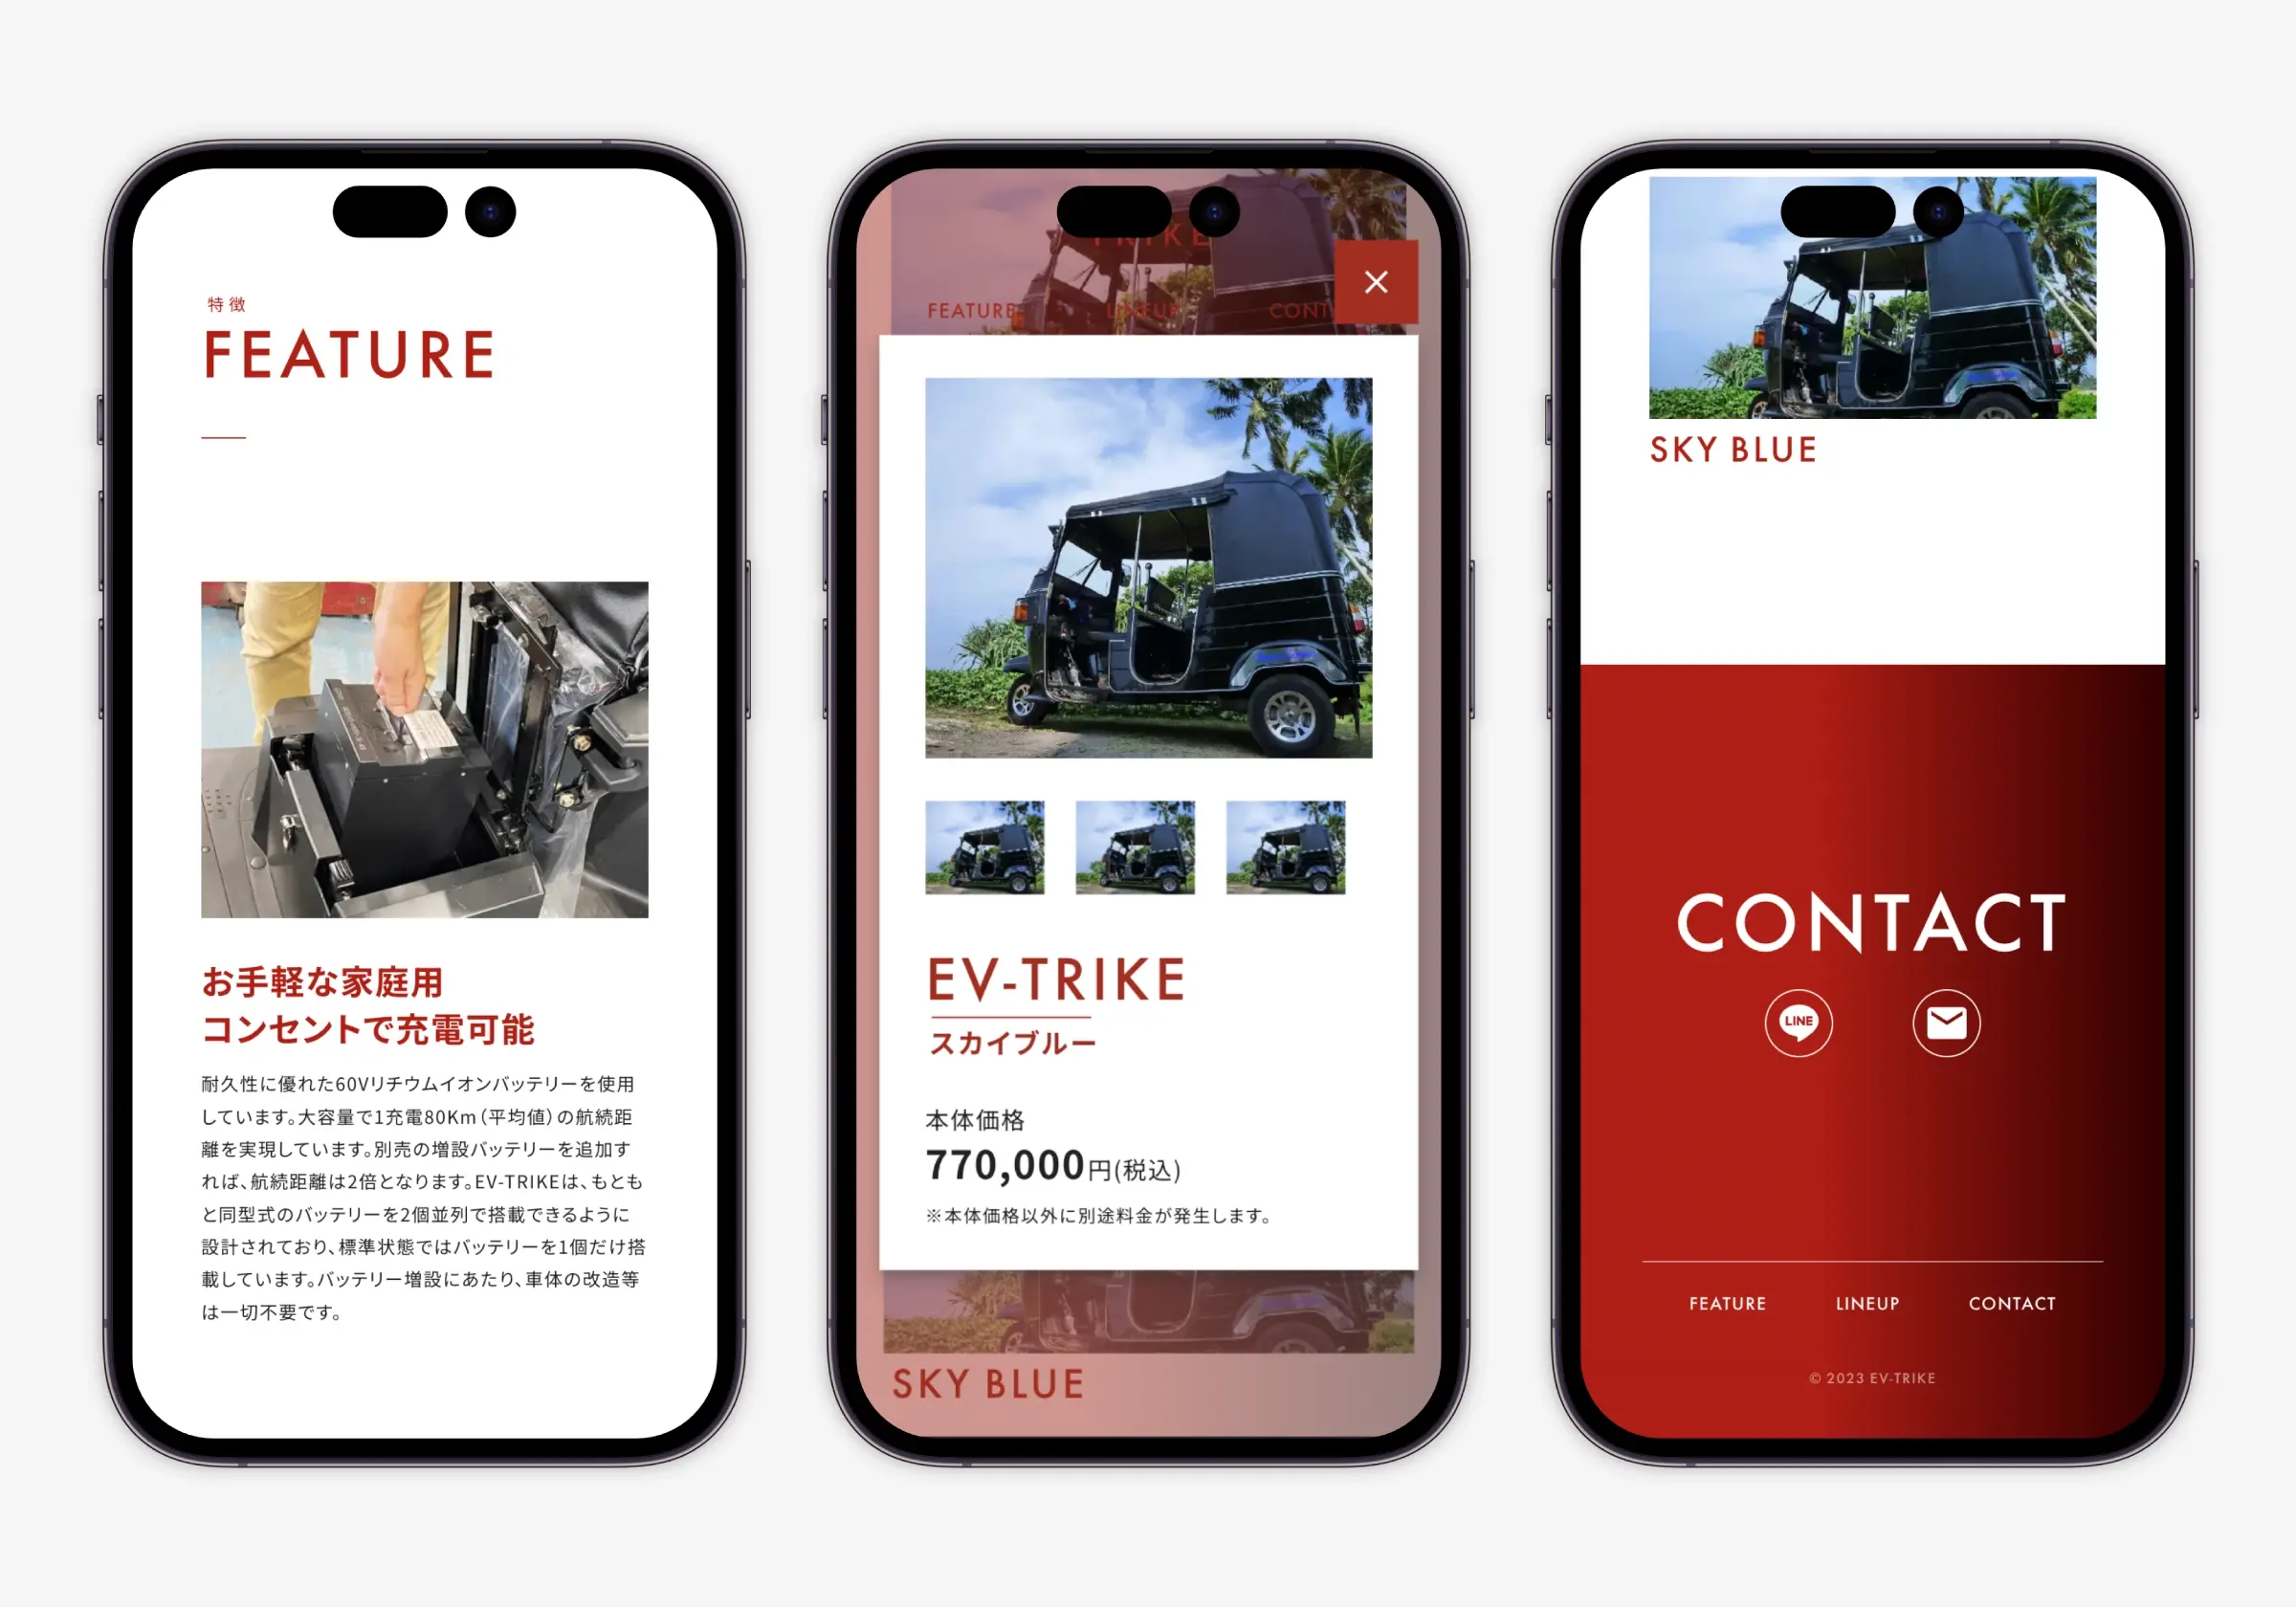 特徴
FEATURE
お手軽な家庭用
コンセントで充電可能
耐久性に優れた60Vリチウムイオンバッテリーを使用
しています。大容量で1充電80Km（平均値）の航続距
離を実現しています。別売の増設バッテリーを追加す
れば、航続距離は2倍となります。EV-TRIKEは、もとも
と同型式のバッテリーを2個並列で搭載できるように
設計されており、標準状態ではバッテリーを1個だけ搭
載しています。バッテリー増設にあたり、車体の改造等
は一切不要です。
TRIKE
FEATURE LINEUP CONT
EV-TRIKE
スカイブルー
本体価格
770,000円(税込)
※本体価格以外に別途料金が発生します。
SKY BLUE
SKY BLUE
CONTACT
LINE
FEATURE LINEUP CONTACT
© 2023 EV-TRIKE